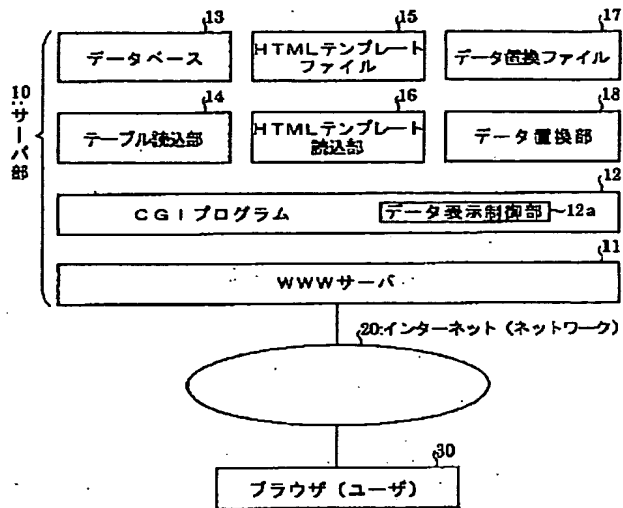 13
15
17
データベース
HTMLテンプレート
ファイル
データ置換ファイル
10:サーバ部
14
16
18
テーブル読込部
HTMLテンプレート
読込部
データ置換部
12
CGIプログラム
データ表示制御部
12a
11
WWWサーバ
20:インターネット(ネットワーク)
30
ブラウザ(ユーザ)